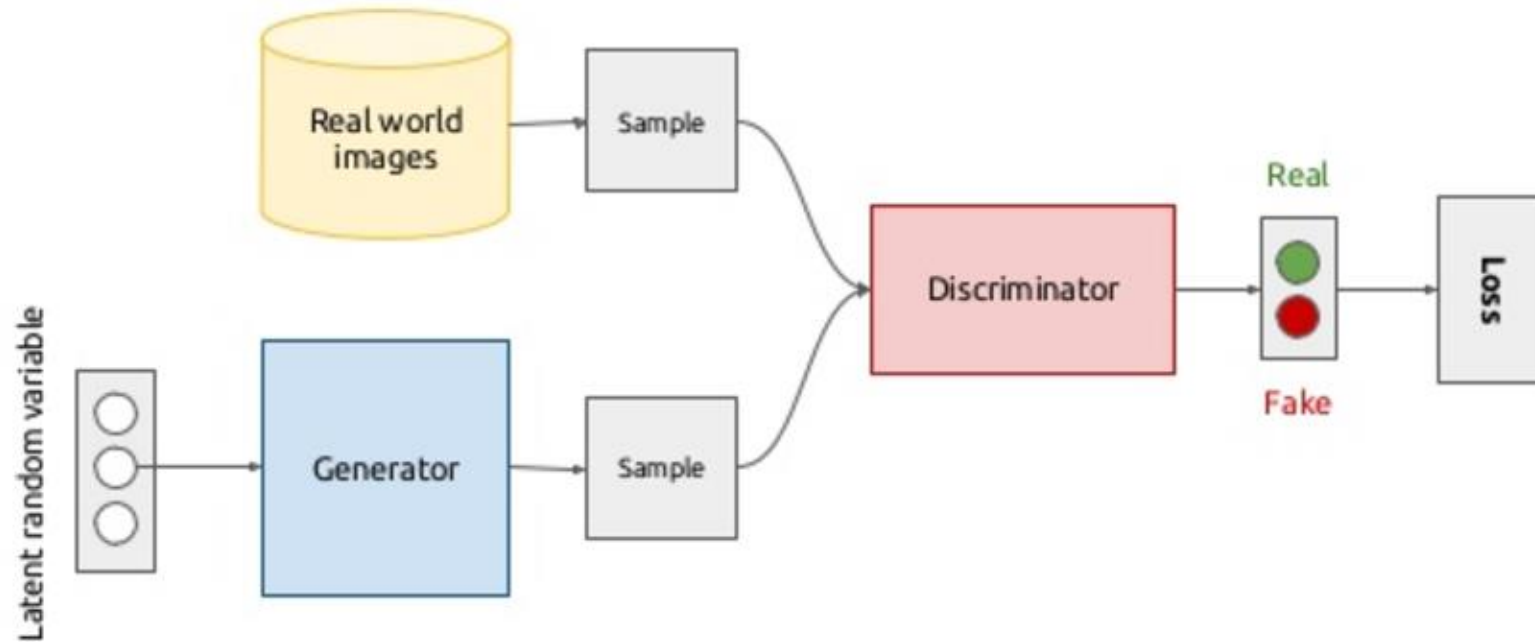 Real world
images
Sample
Real
Discriminator
Loss
Fake
Latent random variable
Generator
Sample